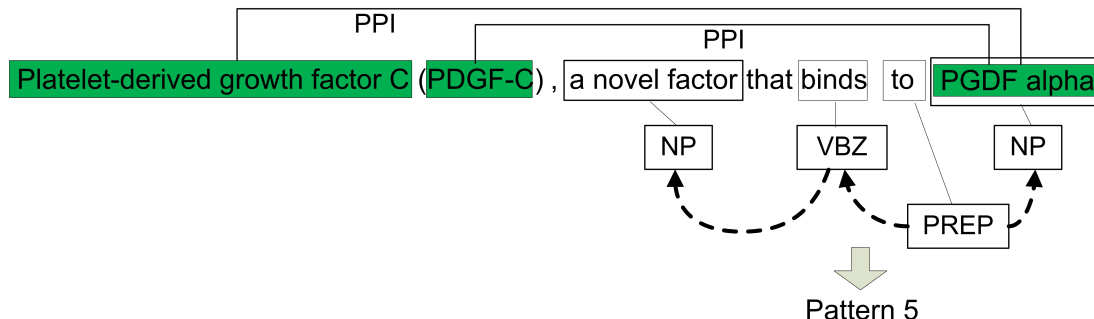 PPI
PPI
Platelet-derived growth factor C (PDGF-C) , a novel factor that binds to PGDF alpha
NP VBZ NP
PREP
Pattern 5